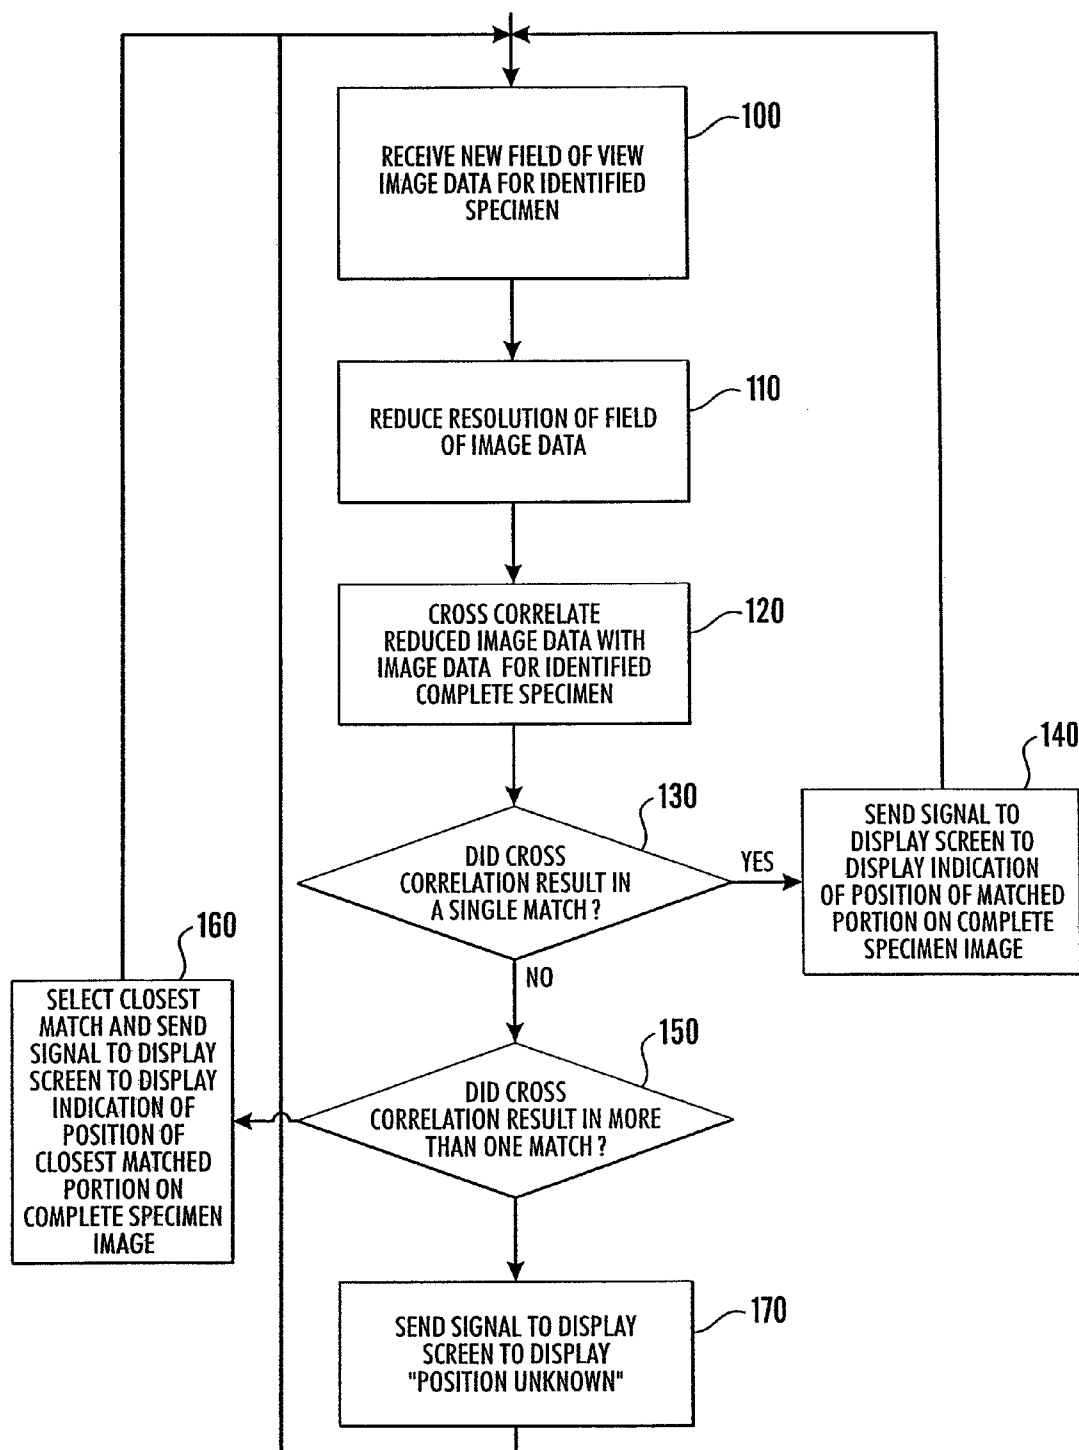 100
RECEIVE NEW FIELD OF VIEW
IMAGE DATA FOR IDENTIFIED
SPECIMEN
110
REDUCE RESOLUTION OF FIELD
OF IMAGE DATA
120
CROSS CORRELATE
REDUCED IMAGE DATA WITH
IMAGE DATA FOR IDENTIFIED
COMPLETE SPECIMEN
130
DID CROSS
CORRELATION RESULT IN
A SINGLE MATCH ?
YES
NO
140
SEND SIGNAL TO
DISPLAY SCREEN TO
DISPLAY INDICATION
OF POSITION OF MATCHED
PORTION ON COMPLETE
SPECIMEN IMAGE
150
DID CROSS
CORRELATION RESULT IN MORE
THAN ONE MATCH ?
160
SELECT CLOSEST
MATCH AND SEND
SIGNAL TO DISPLAY
SCREEN TO DISPLAY
INDICATION OF
POSITION OF
CLOSEST MATCHED
PORTION ON
COMPLETE SPECIMEN
IMAGE
170
SEND SIGNAL TO DISPLAY
SCREEN TO DISPLAY
"POSITION UNKNOWN"